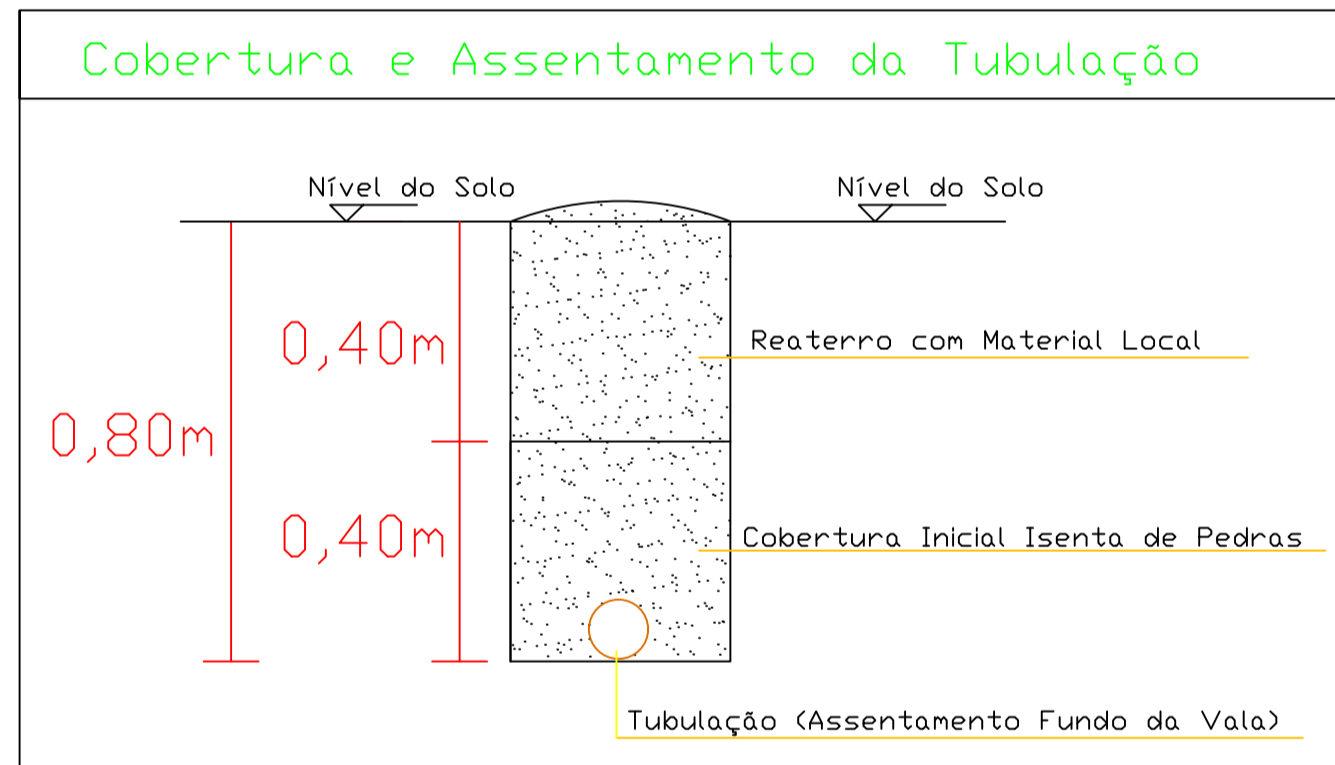 Cobertura e Assentamento da Tubulação
Nível do Solo
Nível do Solo
0,40m
Reaterro com Material Local
0,80m
0,40m
Cobertura Inicial Isenta de Pedras
Tubulação (Assentamento Fundo da Vala)